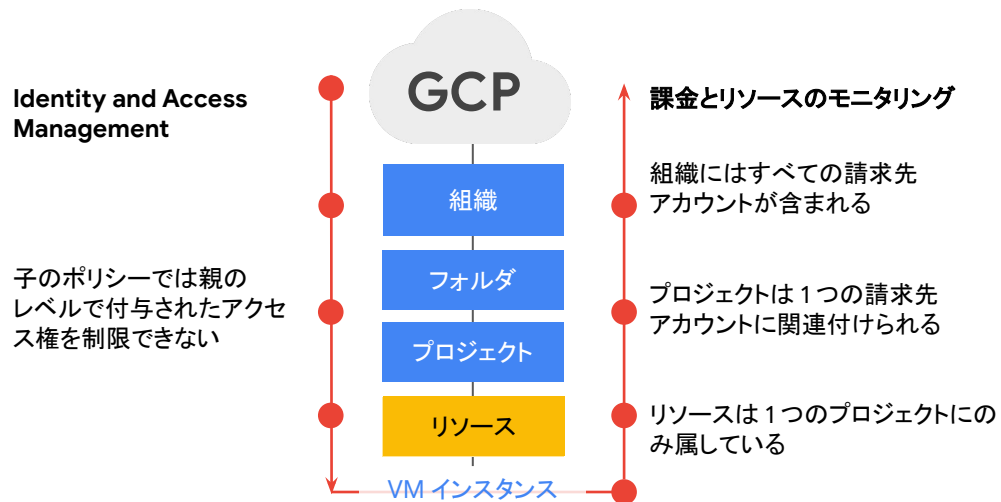 GCP
Identity and Access
Management
子のポリシーでは親の
レベルで付与されたアクセ
ス権を制限できない
組織
フォルダ
プロジェクト
リソース
VM インスタンス
課金とリソースのモニタリング
組織にはすべての請求先
アカウントが含まれる
プロジェクトは 1 つの請求先
アカウントに関連付けられる
リソースは 1 つのプロジェクトにの
み属している